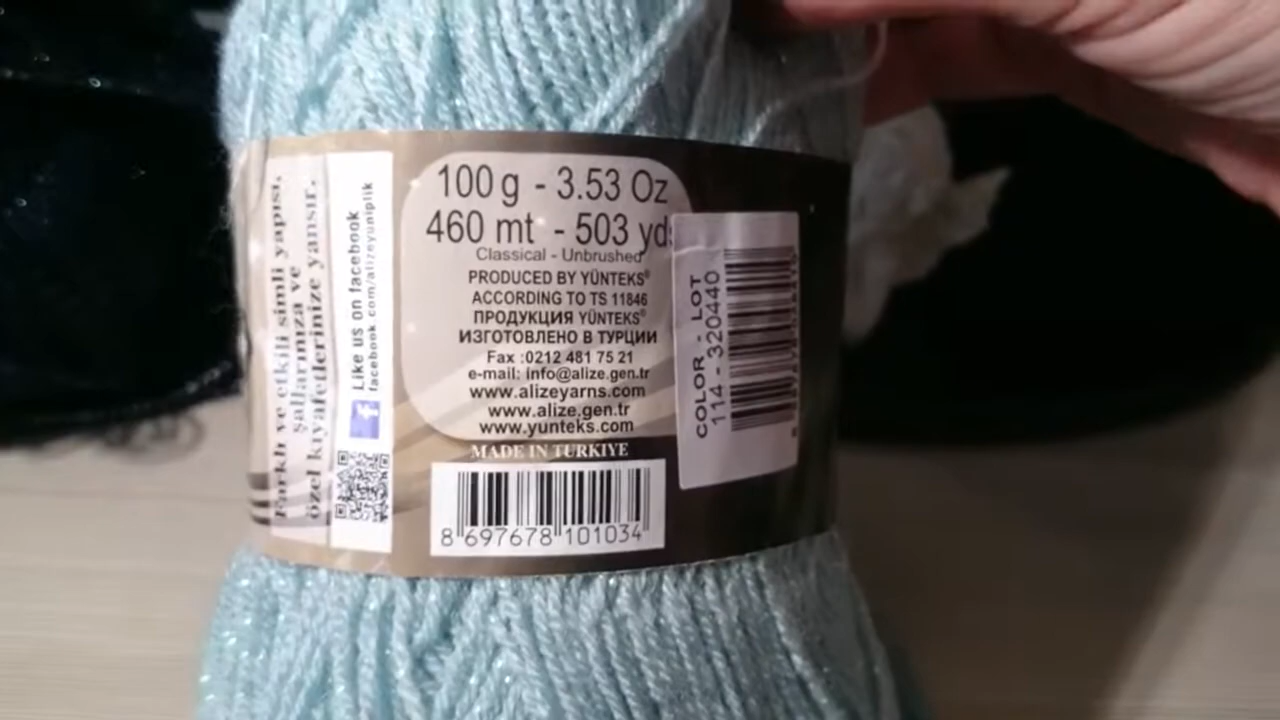 Farklı ve etkili simli yapısı,
şallarınıza ve
özel kıyafetlerinize yansır.
Like us on facebook
facebook.com/alizeyuniplik
100 g - 3.53 Oz
460 mt - 503 yds
Classical - Unbrushed
PRODUCED BY YÜNTEKS®
ACCORDING TO TS 11846
ПРОДУКЦИЯ YÜNTEKS®
ИЗГОТОВЛЕНО В ТУРЦИИ
Fax :0212 481 75 21
e-mail: info@alize.gen.tr
www.alizeyarns.com
www.alize.gen.tr
www.yunteks.com
MADE IN TURKIYE
8 697678 101034
COLOR - LOT
114 - 320440